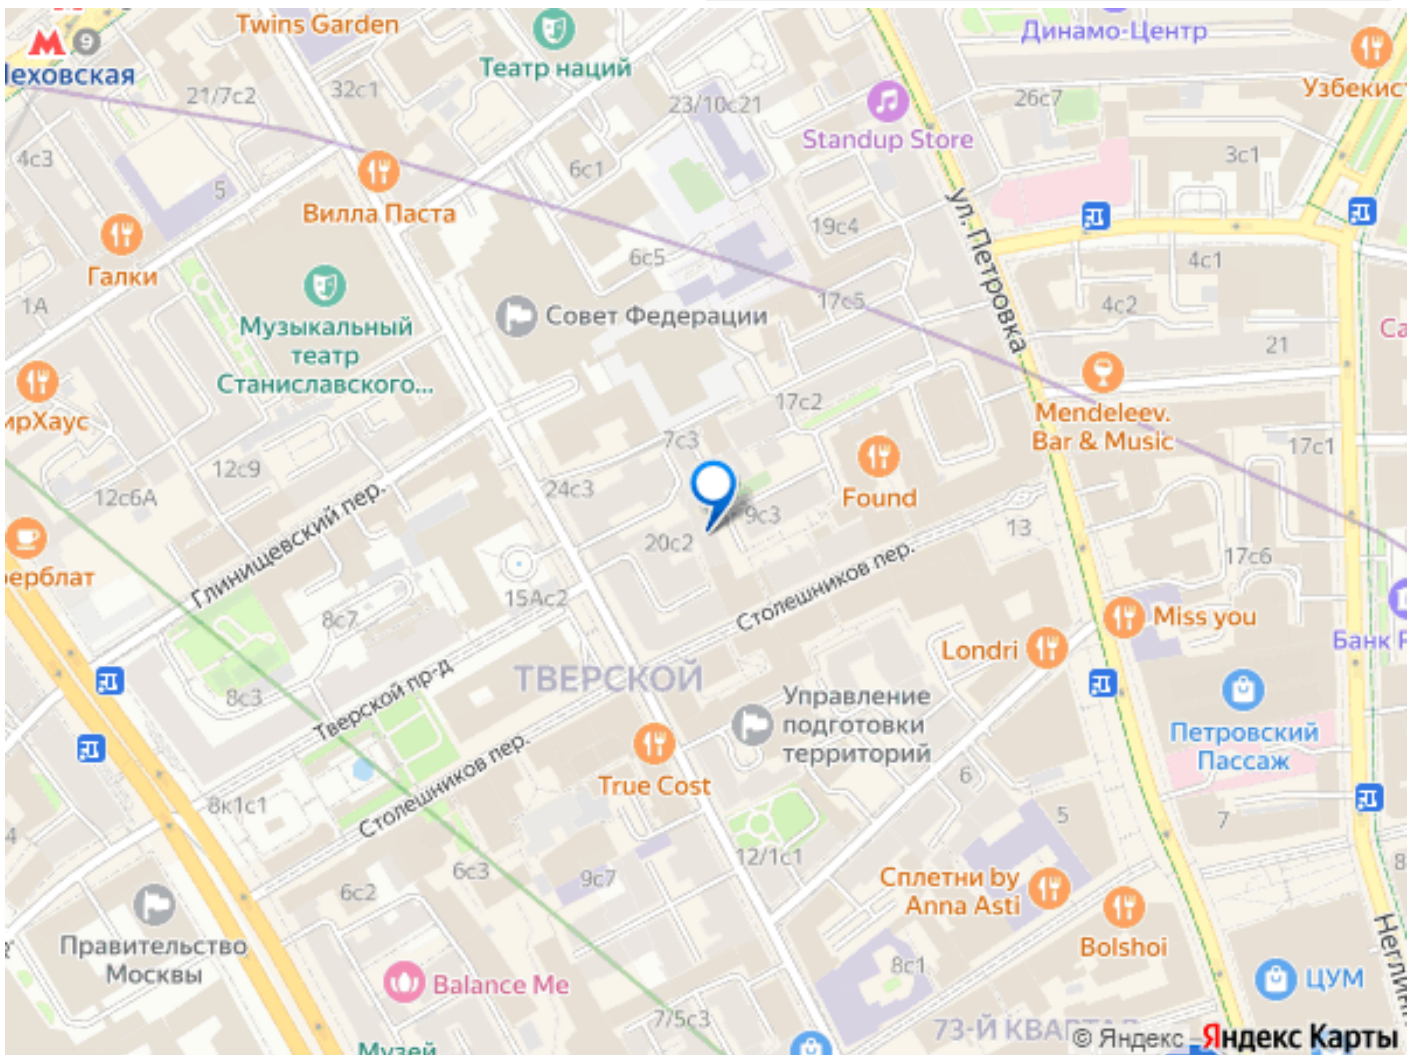 Twins Garden
Динамо-Центр
9
Театр наций
21/7с2
32с1
23/10с21
26с7
Standup Store
4с3
5
6с1
3с1
Вилла Паста
19с4
ул. Петровка
Галки
6с5
4с1
1А
Музыкальный
театр
Станиславского...
Совет Федерации
17с5
4с2
21
17с2
Mendeleev.
Bar & Music
7с3
17с1
12с9
12с6А
Глинищевский пер.
24с3
Found
9с3
20с2
13
17с6
15Ас2
8с7
Столешников пер.
Miss you
Londri
8с3
Тверской пр-д
ТВЕРСКОЙ
Управление
подготовки
территорий
Петровский
Пассаж
Столешников пер.
True Cost
6
8к1с1
5
7
12/1с1
6с3
6с2
9с7
Сплетни by
Anna Asti
Правительство
Москвы
Bolshoi
Balance Me
8с1
ЦУМ
7/5с3
73-Й КВАРТАЛ
Музей
© Яндекс
Яндекс Карты